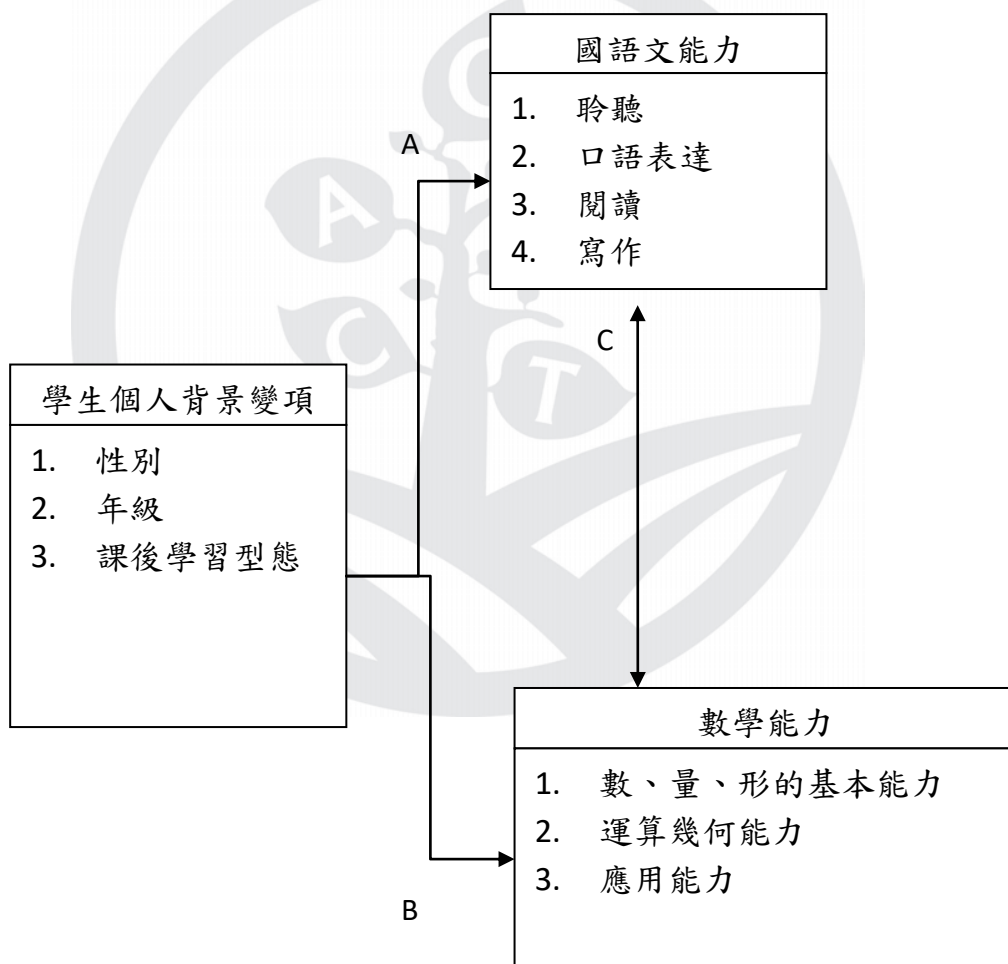 國語文能力
1. 聆聽
2. 口語表達
3. 閱讀
4. 寫作
A
C
學生個人背景變項
1. 性別
2. 年級
3. 課後學習型態
數學能力
1. 數、量、形的基本能力
2. 運算幾何能力
3. 應用能力
B
A
C
C
T